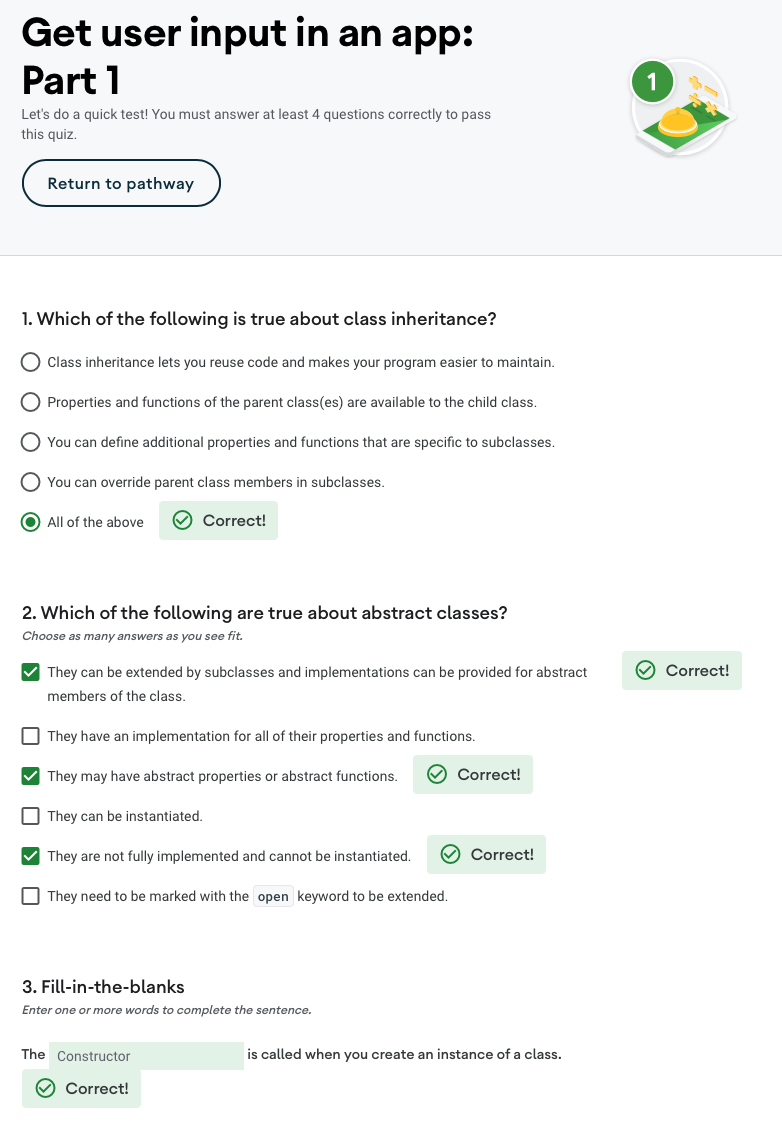 Get user input in an app:
Part 1
1
Let's do a quick test! You must answer at least 4 questions correctly to pass
this quiz.
Return to pathway
1. Which of the following is true about class inheritance?
Class inheritance lets you reuse code and makes your program easier to maintain.
Properties and functions of the parent class(es) are available to the child class.
You can define additional properties and functions that are specific to subclasses.
You can override parent class members in subclasses.
All of the above Correct!
2. Which of the following are true about abstract classes?
Choose as many answers as you see fit.
They can be extended by subclasses and implementations can be provided for abstract Correct!
members of the class.
They have an implementation for all of their properties and functions.
They may have abstract properties or abstract functions. Correct!
They can be instantiated.
They are not fully implemented and cannot be instantiated. Correct!
They need to be marked with the open keyword to be extended.
3. Fill-in-the-blanks
Enter one or more words to complete the sentence.
The Constructor is called when you create an instance of a class.
Correct!